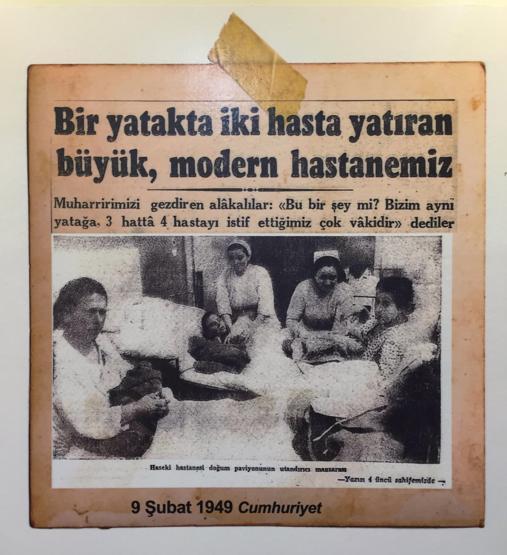 Bir yatakta iki hasta yatıran
büyük, modern hastanemiz
Muharririmizi gezdiren alâkalılar: «Bu bir şey mi? Bizim ayni
yatağa, 3 hattâ 4 hastayı istif ettiğimiz çok vâkidir» dediler
Haseki hastanesi doğum paviyonunun utandırıcı manzarası
—Yazısı 4 üncü sahifemizde —
9 Şubat 1949 Cumhuriyet